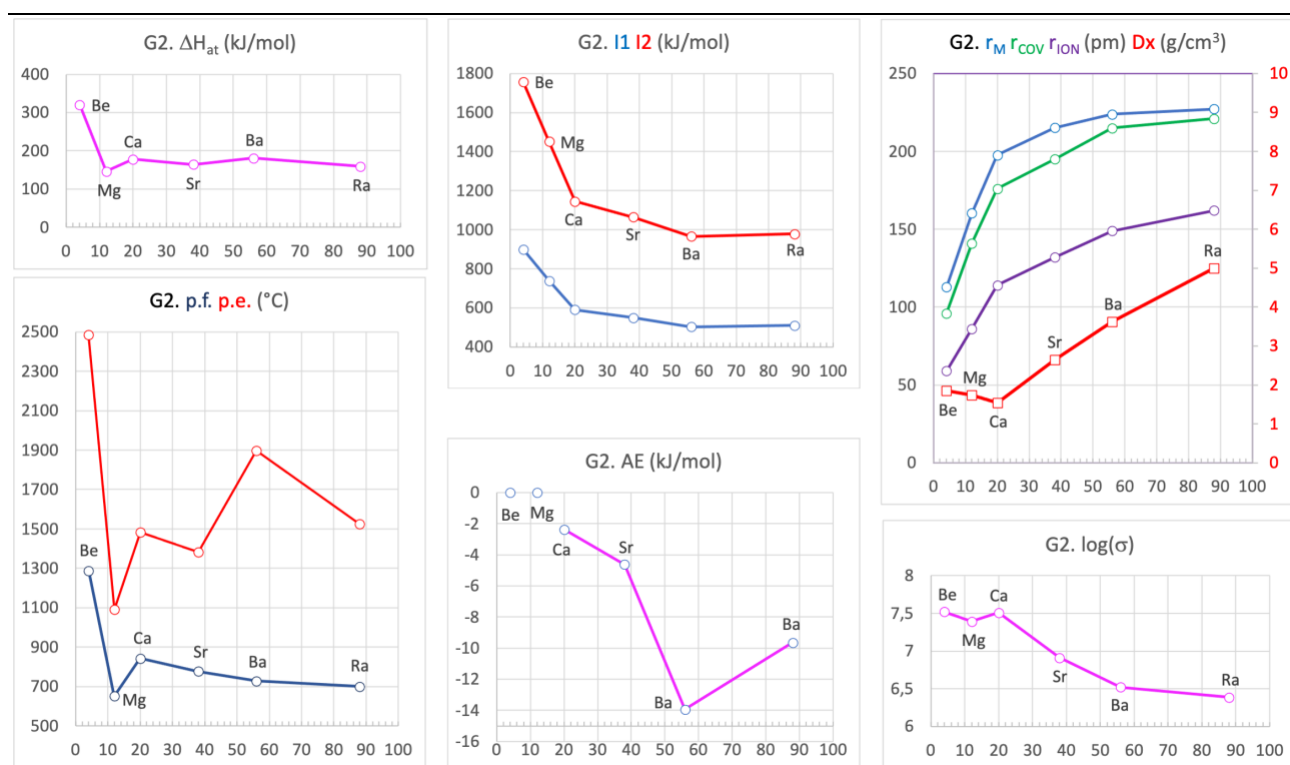 G2. ΔHat (kJ/mol)
400
300
200
100
0
Be
Mg
Ca
Sr
Ba
Ra
0 10 20 30 40 50 60 70 80 90 100
G2. I1 I2 (kJ/mol)
1800
1600
1400
1200
1000
800
600
400
Be
Mg
Ca
Sr
Ba
Ra
0 10 20 30 40 50 60 70 80 90 100
G2. rM rCOV rION (pm) Dx (g/cm³)
250
200
150
100
50
0
10
9
8
7
6
5
4
3
2
1
0
Be
Mg
Ca
Sr
Ba
Ra
0 10 20 30 40 50 60 70 80 90 100
G2. p.f. p.e. (°C)
2500
2300
2100
1900
1700
1500
1300
1100
900
700
500
Be
Mg
Ca
Sr
Ba
Ra
0 10 20 30 40 50 60 70 80 90 100
G2. AE (kJ/mol)
0
-2
-4
-6
-8
-10
-12
-14
-16
Be
Mg
Ca
Sr
Ba
Ba
0 10 20 30 40 50 60 70 80 90 100
G2. log(σ)
8
7,5
7
6,5
6
Be
Mg
Ca
Sr
Ba
Ra
0 10 20 30 40 50 60 70 80 90 100